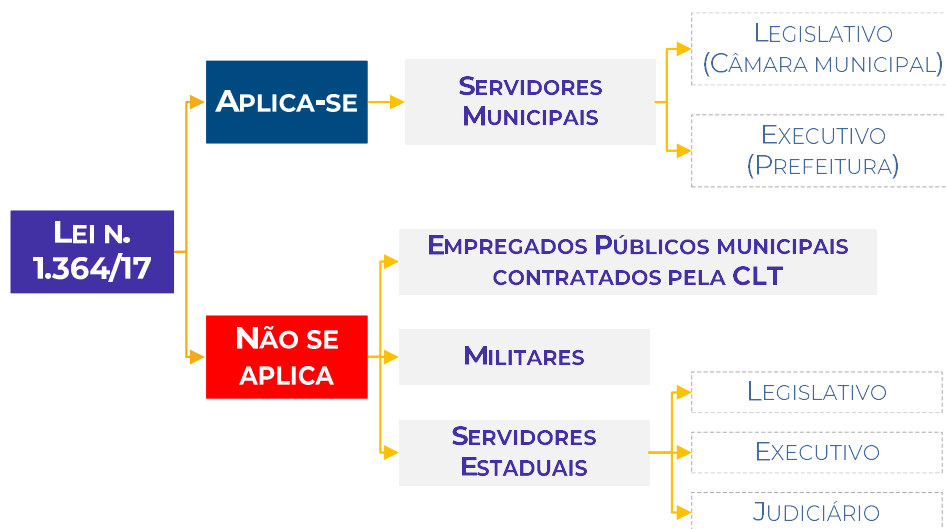 LEI N.
1.364/17
APLICA-SE
SERVIDORES
MUNICIPAIS
LEGISLATIVO
(CÂMARA MUNICIPAL)
EXECUTIVO
(PREFEITURA)
NÃO SE
APLICA
EMPREGADOS PÚBLICOS MUNICIPAIS
CONTRATADOS PELA CLT
MILITARES
SERVIDORES
ESTADUAIS
LEGISLATIVO
EXECUTIVO
JUDICIÁRIO